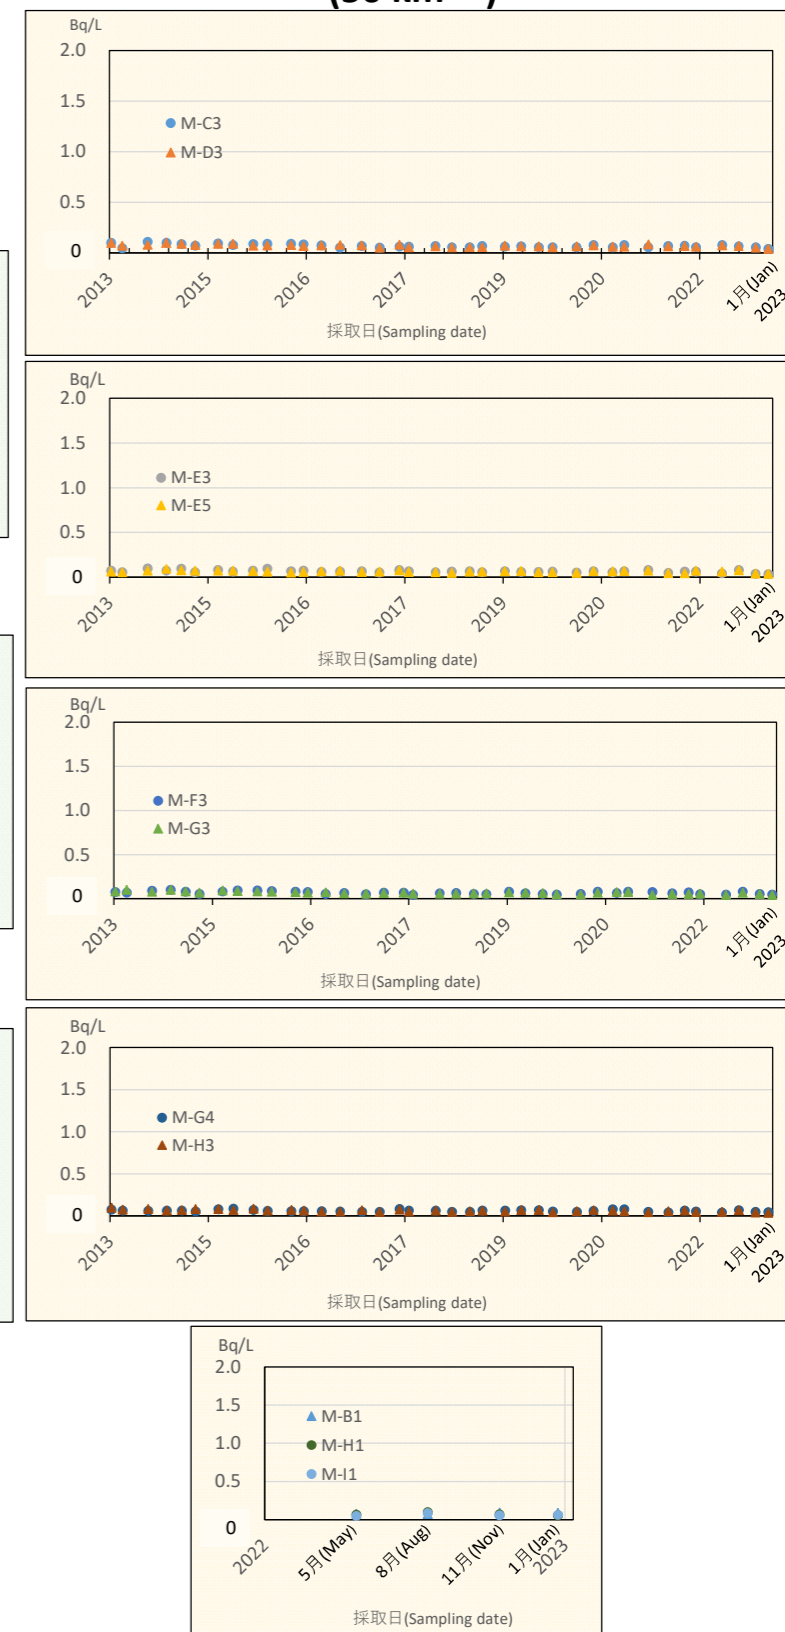 Bq/L
2.0
1.5
1.0
0.5
0
M-C3
M-D3
2013
2015
2016
2017
2019
2020
2022
1月(Jan)
2023
採取日(Sampling date)
Bq/L
2.0
1.5
1.0
0.5
0
M-E3
M-E5
2013
2015
2016
2017
2019
2020
2022
1月(Jan)
2023
採取日(Sampling date)
Bq/L
2.0
1.5
1.0
0.5
0
M-F3
M-G3
2013
2015
2016
2017
2019
2020
2022
1月(Jan)
2023
採取日(Sampling date)
Bq/L
2.0
1.5
1.0
0.5
0
M-G4
M-H3
2013
2015
2016
2017
2019
2020
2022
1月(Jan)
2023
採取日(Sampling date)
Bq/L
2.0
1.5
1.0
0.5
0
M-B1
M-H1
M-I1
2022
5月(May)
8月(Aug)
11月(Nov)
1月(Jan)
2023
採取日(Sampling date)